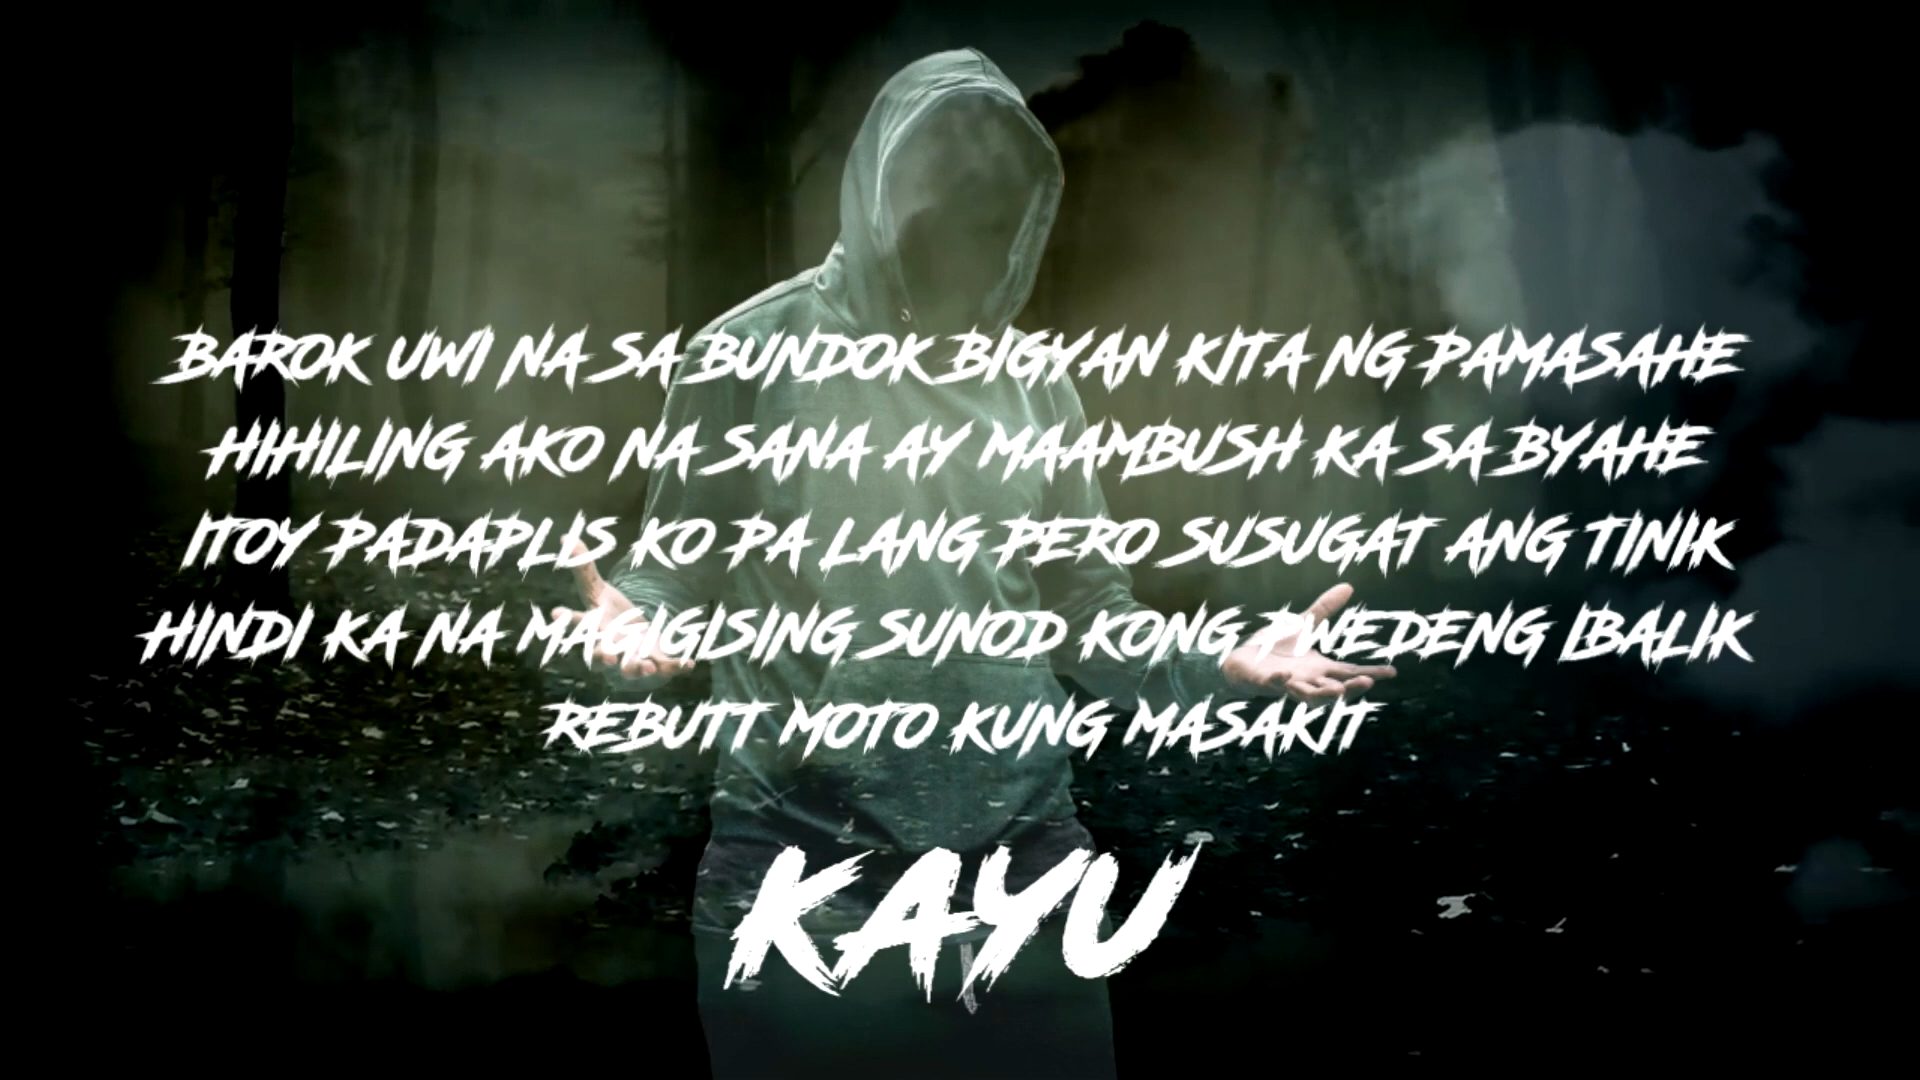 BAROK UWI NA SA BUNDOK BIGYAN KITA NG PAMASAHE
HIHILING AKO NA SANA AY MAAMBUSH KA SA BYAHE
ITOY PADAPLIS KO PA LANG PERO SUSUGAT ANG TINIK
HINDI KA NA MAGIGISING SUNOD KONG PWEDENG IBALIK
REBUTT MOTO KUNG MASAKIT
KAYU